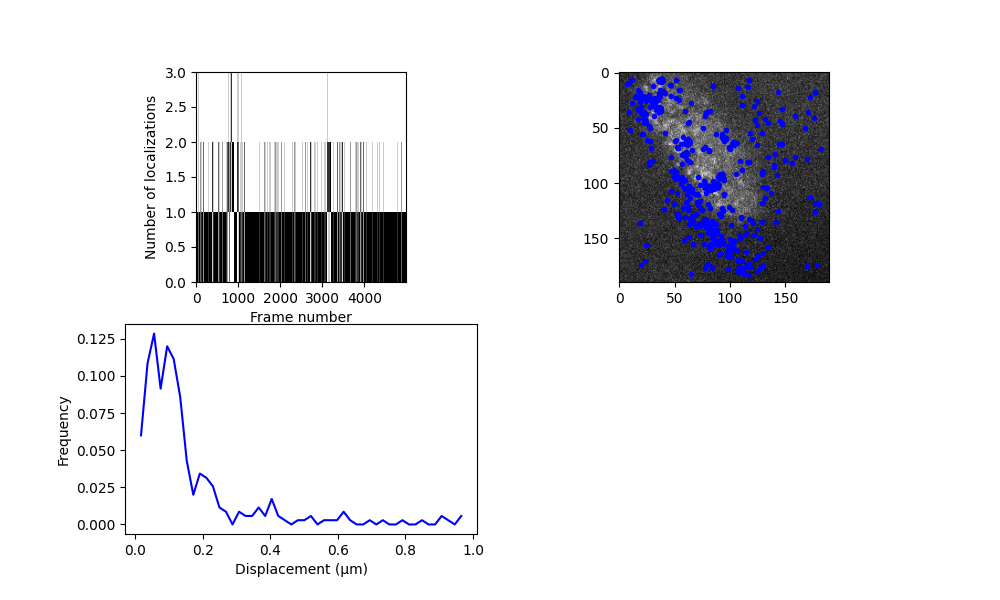 3.0
2.5
2.0
1.5
1.0
0.5
0.0
Number of localizations
0 1000 2000 3000 4000
Frame number
0
50
100
150
0 50 100 150
0.125
0.100
0.075
0.050
0.025
0.000
Frequency
0.0 0.2 0.4 0.6 0.8 1.0
Displacement (μm)